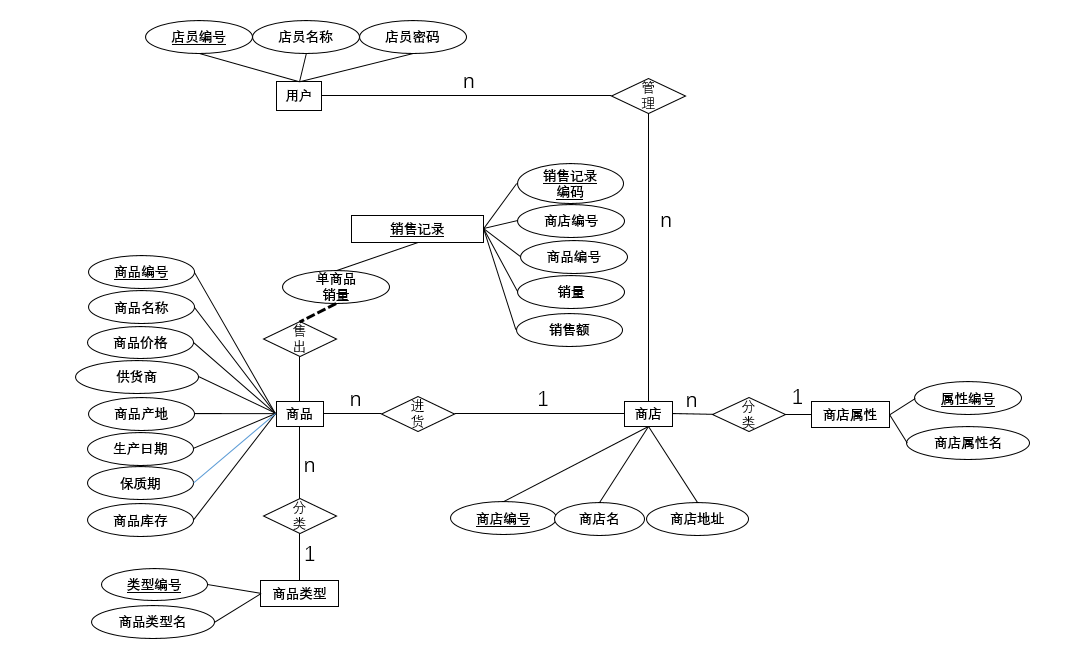 店员编号
店员名称
店员密码
用户
n
管
理
销售记录
编码
商店编号
n
销售记录
商品编号
商品编号
单商品
销量
销量
商品名称
售
出
销售额
商品价格
供货商
商品
n
进
货
1
商店
n
分
类
1
商店属性
属性编号
商品产地
商店属性名
生产日期
n
保质期
商品库存
分
类
商店编号
商店名
商店地址
1
类型编号
商品类型
商品类型名